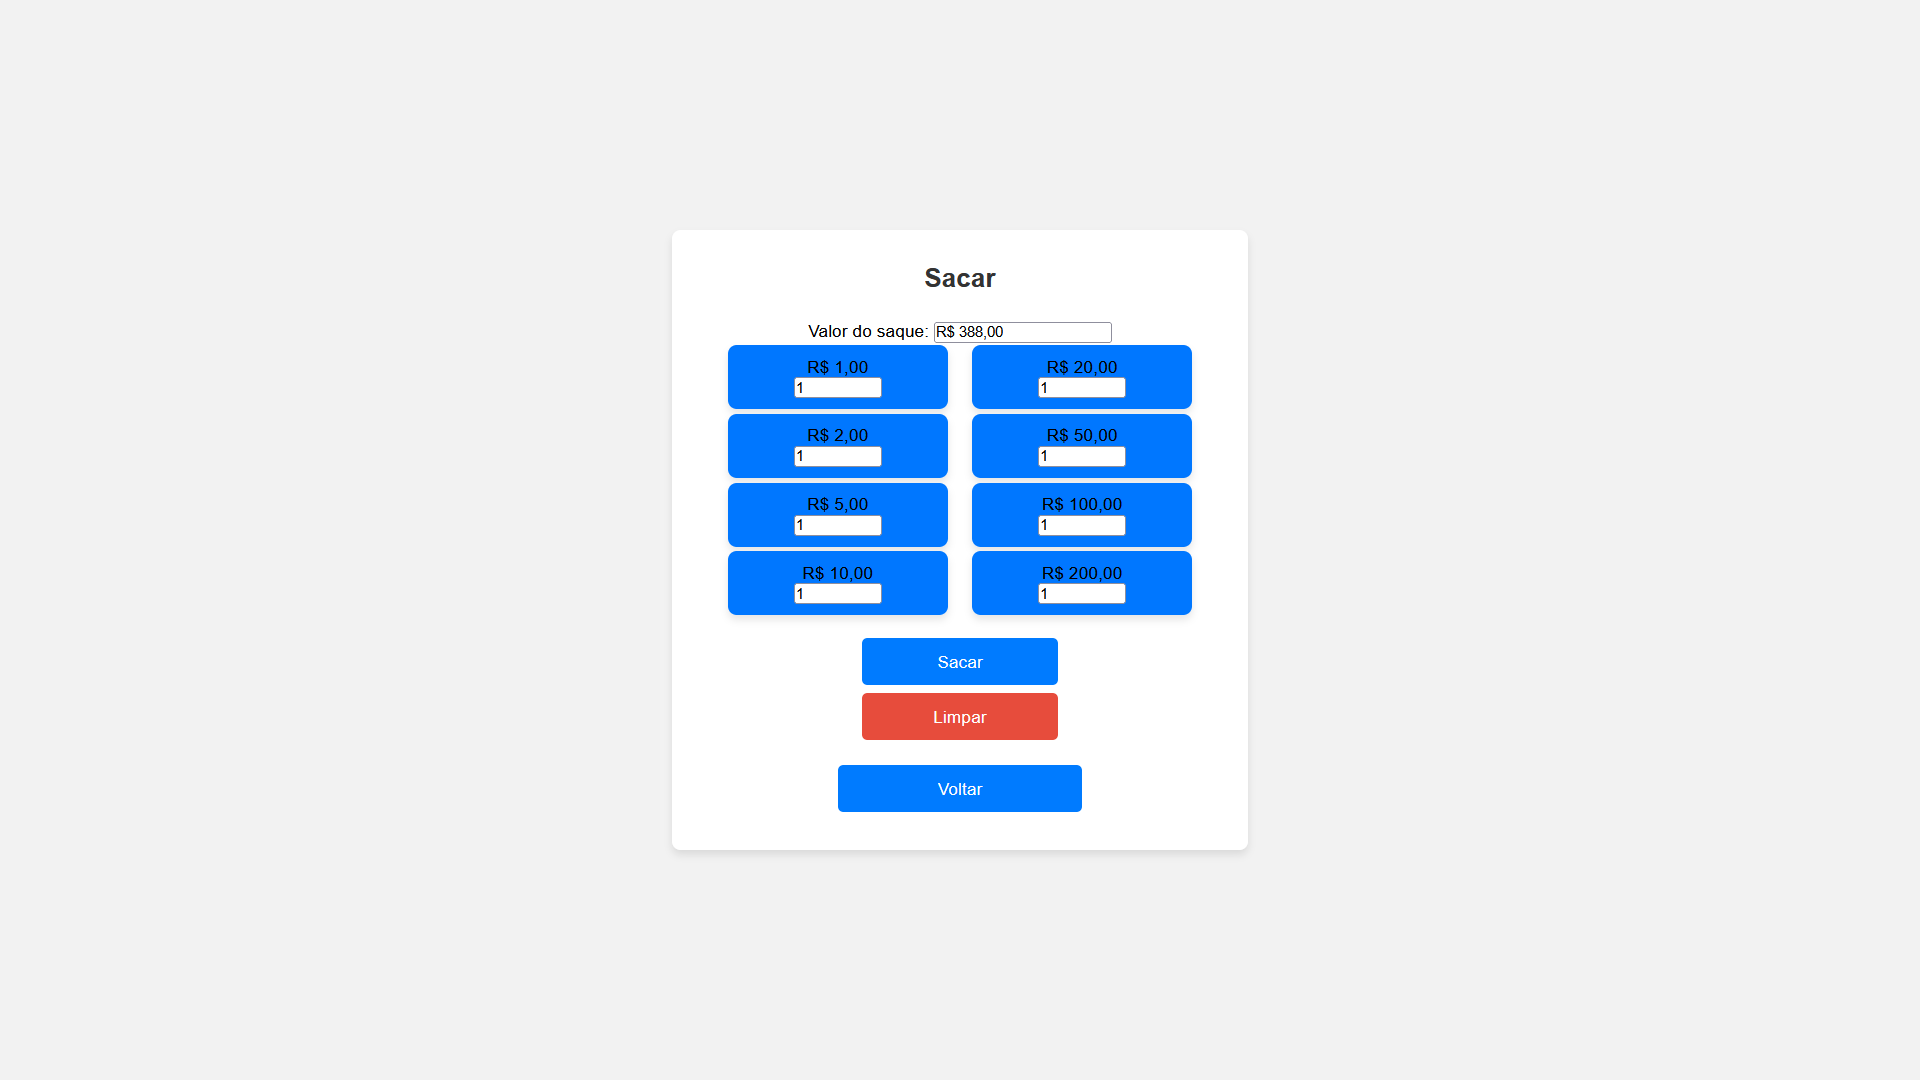 Sacar
Valor do saque: R$ 388,00
R$ 1,00
1
R$ 20,00
1
R$ 2,00
1
R$ 50,00
1
R$ 5,00
1
R$ 100,00
1
R$ 10,00
1
R$ 200,00
1
Sacar
Limpar
Voltar